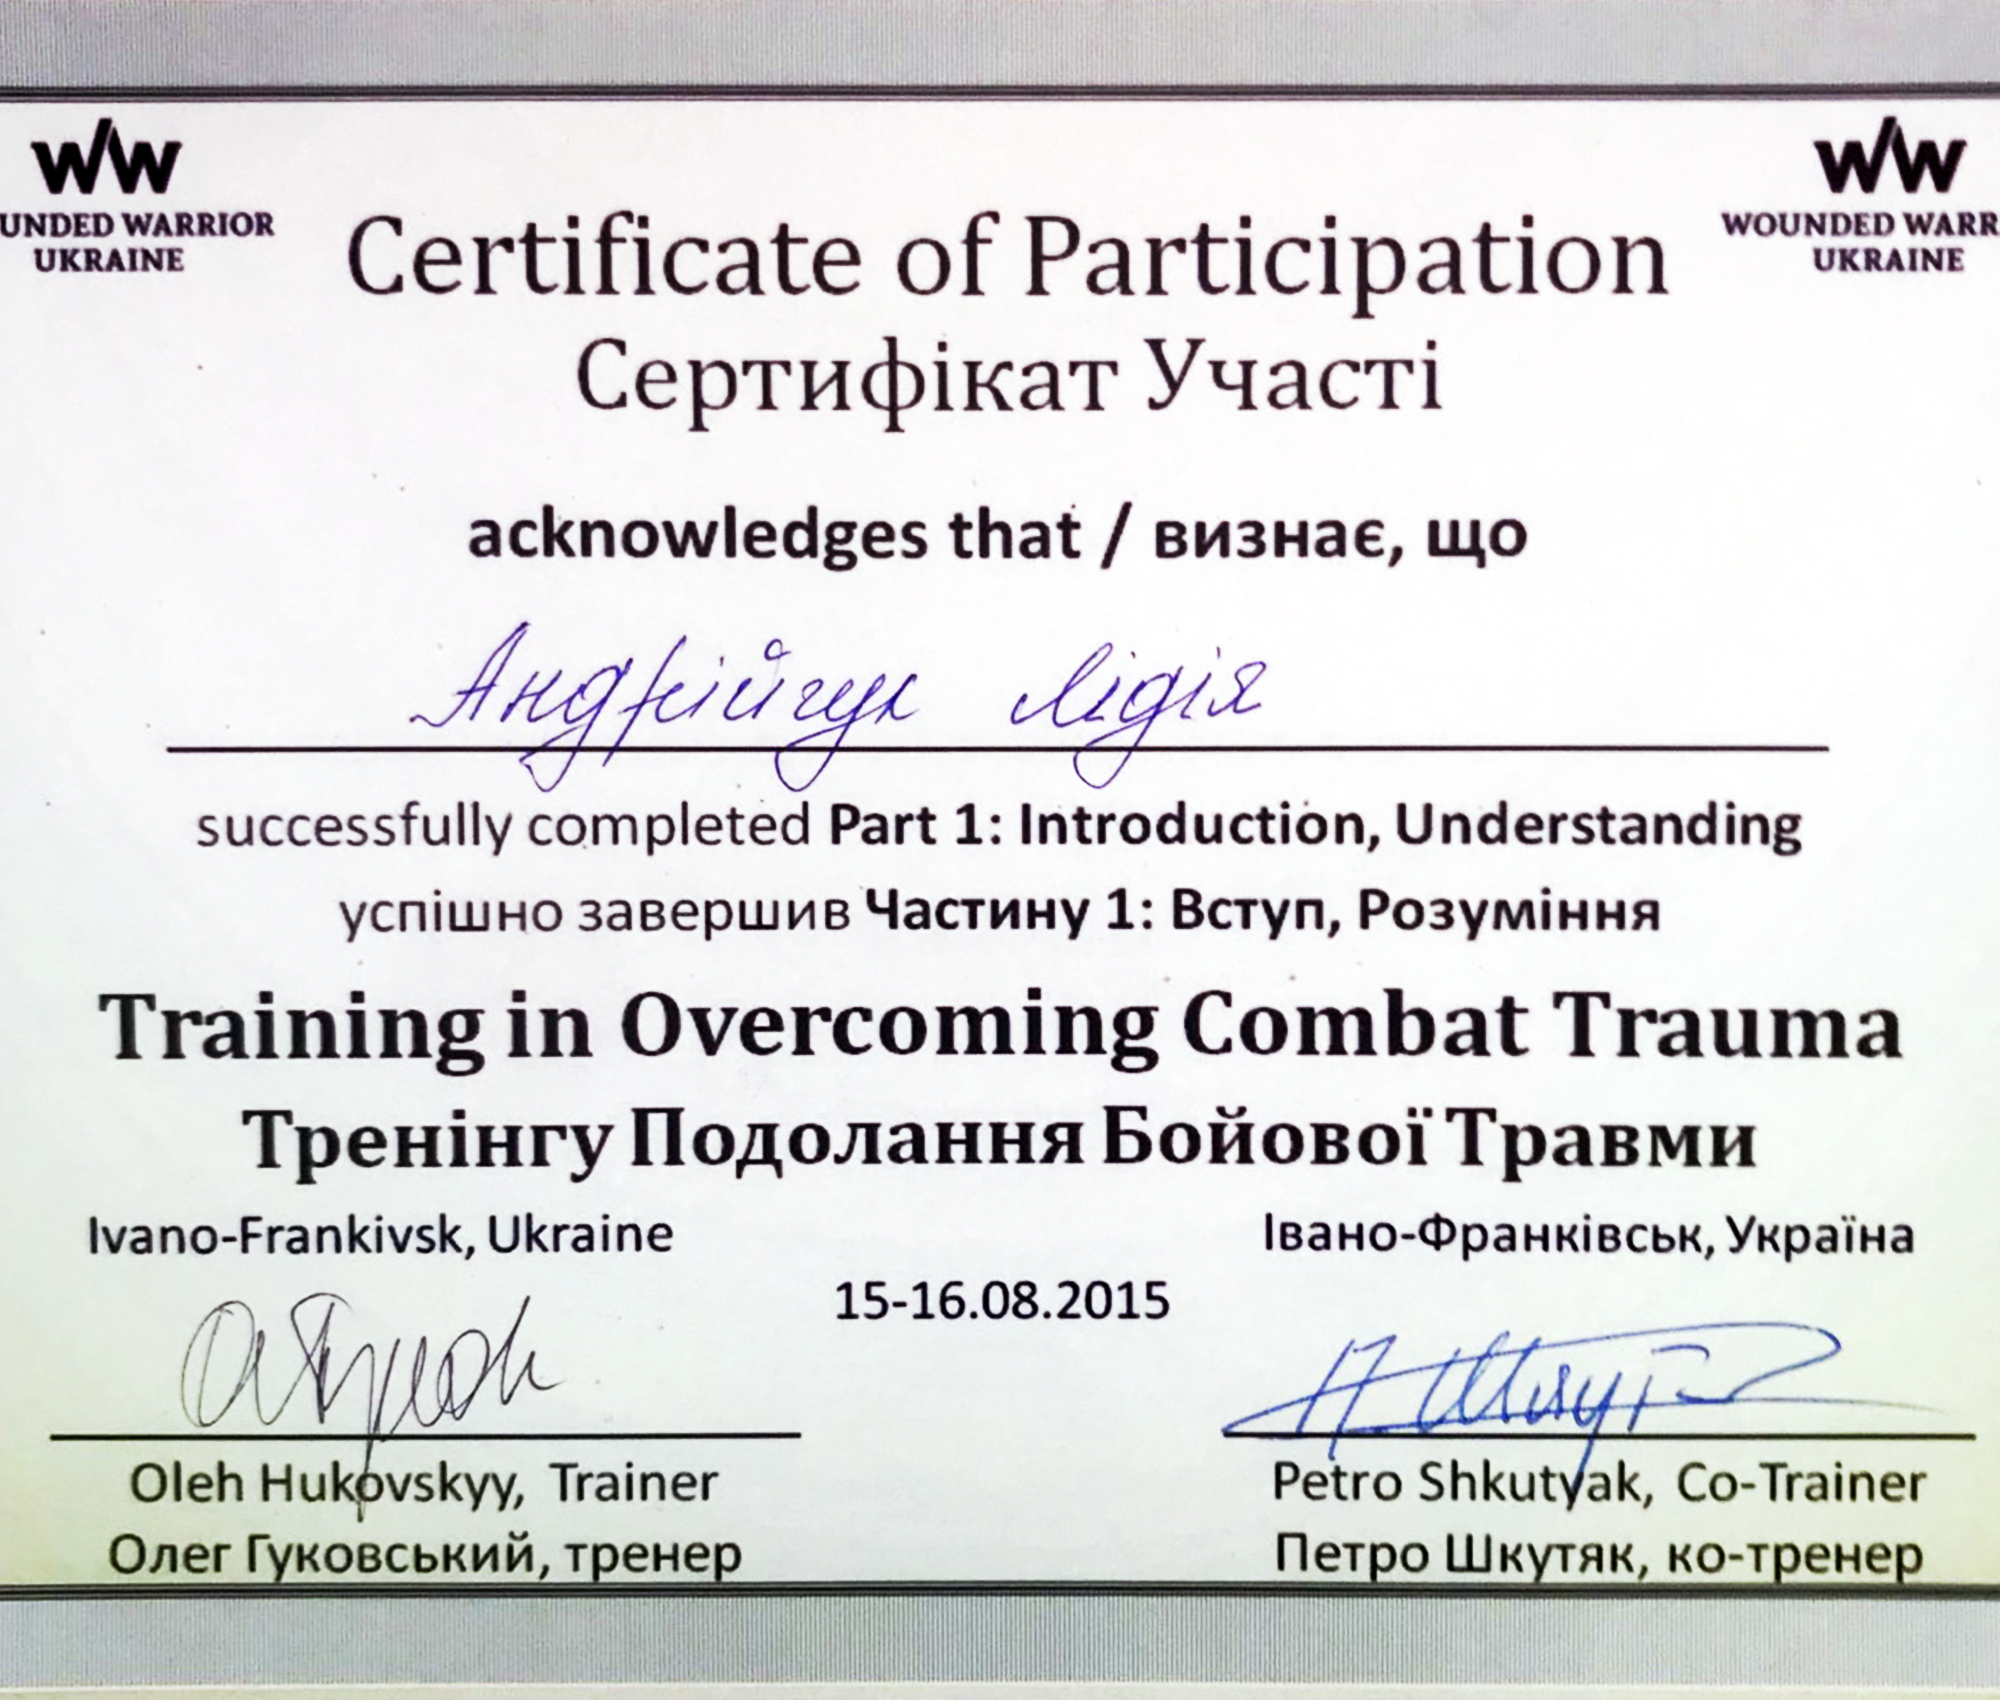 WW
UNDED WARRIOR
UKRAINE
WW
WOUNDED WARR
UKRAINE
Certificate of Participation
Сертифікат Участі
acknowledges that / визнає, що
Андрійчук Лідія
successfully completed Part 1: Introduction, Understanding
успішно завершив Частину 1: Вступ, Розуміння
Training in Overcoming Combat Trauma
Тренінгу Подолання Бойової Травми
Ivano-Frankivsk, Ukraine
Івано-Франківськ, Україна
15-16.08.2015
Oleh Hukovskyy, Trainer
Олег Гуковський, тренер
Petro Shkutyak, Co-Trainer
Петро Шкутяк, ко-тренер